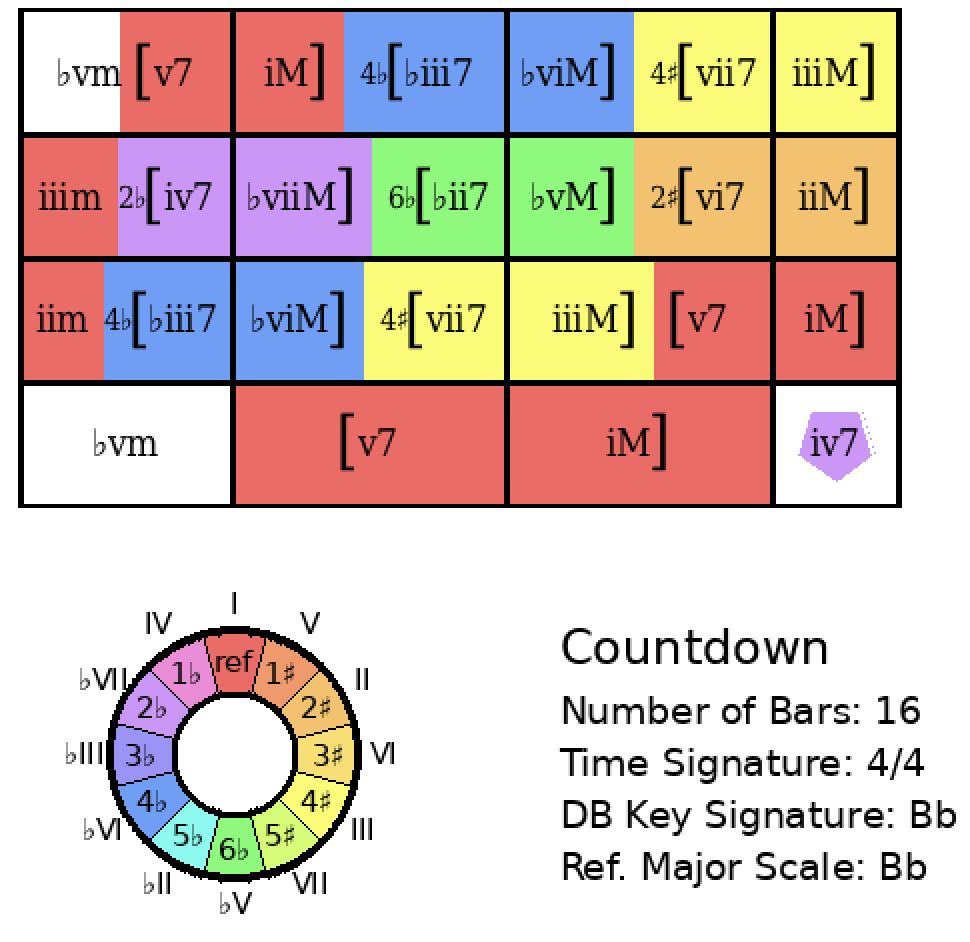 ♭vm [v7 iM] 4♭[♭iii7 ♭viM] 4♯[vii7 iiiM]
iiim 2♭[iv7 ♭viiM] 6♭[♭ii7 ♭vM] 2♯[vi7 iiM]
iim 4♭[♭iii7 ♭viM] 4♯[vii7 iiiM] [v7 iM]
♭vm [v7 iM] iv7
I
IV V
♭VII II
♭III VI
♭VI III
♭II VII
♭V
ref
1♭ 1♯
2♭ 2♯
3♭ 3♯
4♭ 4♯
5♭ 5♯
6♭
Countdown
Number of Bars: 16
Time Signature: 4/4
DB Key Signature: Bb
Ref. Major Scale: Bb